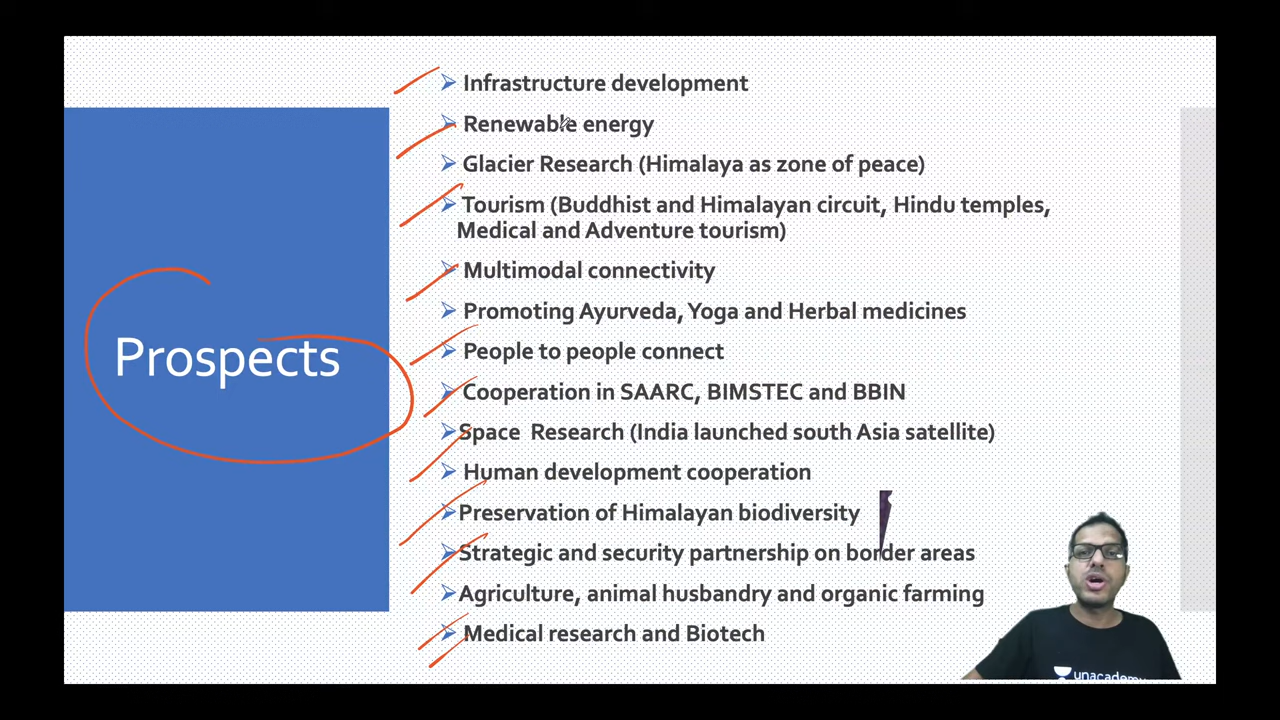 Prospects
Infrastructure development
Renewable energy
Glacier Research (Himalaya as zone of peace)
Tourism (Buddhist and Himalayan circuit, Hindu temples,
Medical and Adventure tourism)
Multimodal connectivity
Promoting Ayurveda, Yoga and Herbal medicines
People to people connect
Cooperation in SAARC, BIMSTEC and BBIN
Space Research (India launched south Asia satellite)
Human development cooperation
Preservation of Himalayan biodiversity
Strategic and security partnership on border areas
Agriculture, animal husbandry and organic farming
Medical research and Biotech
unacademy